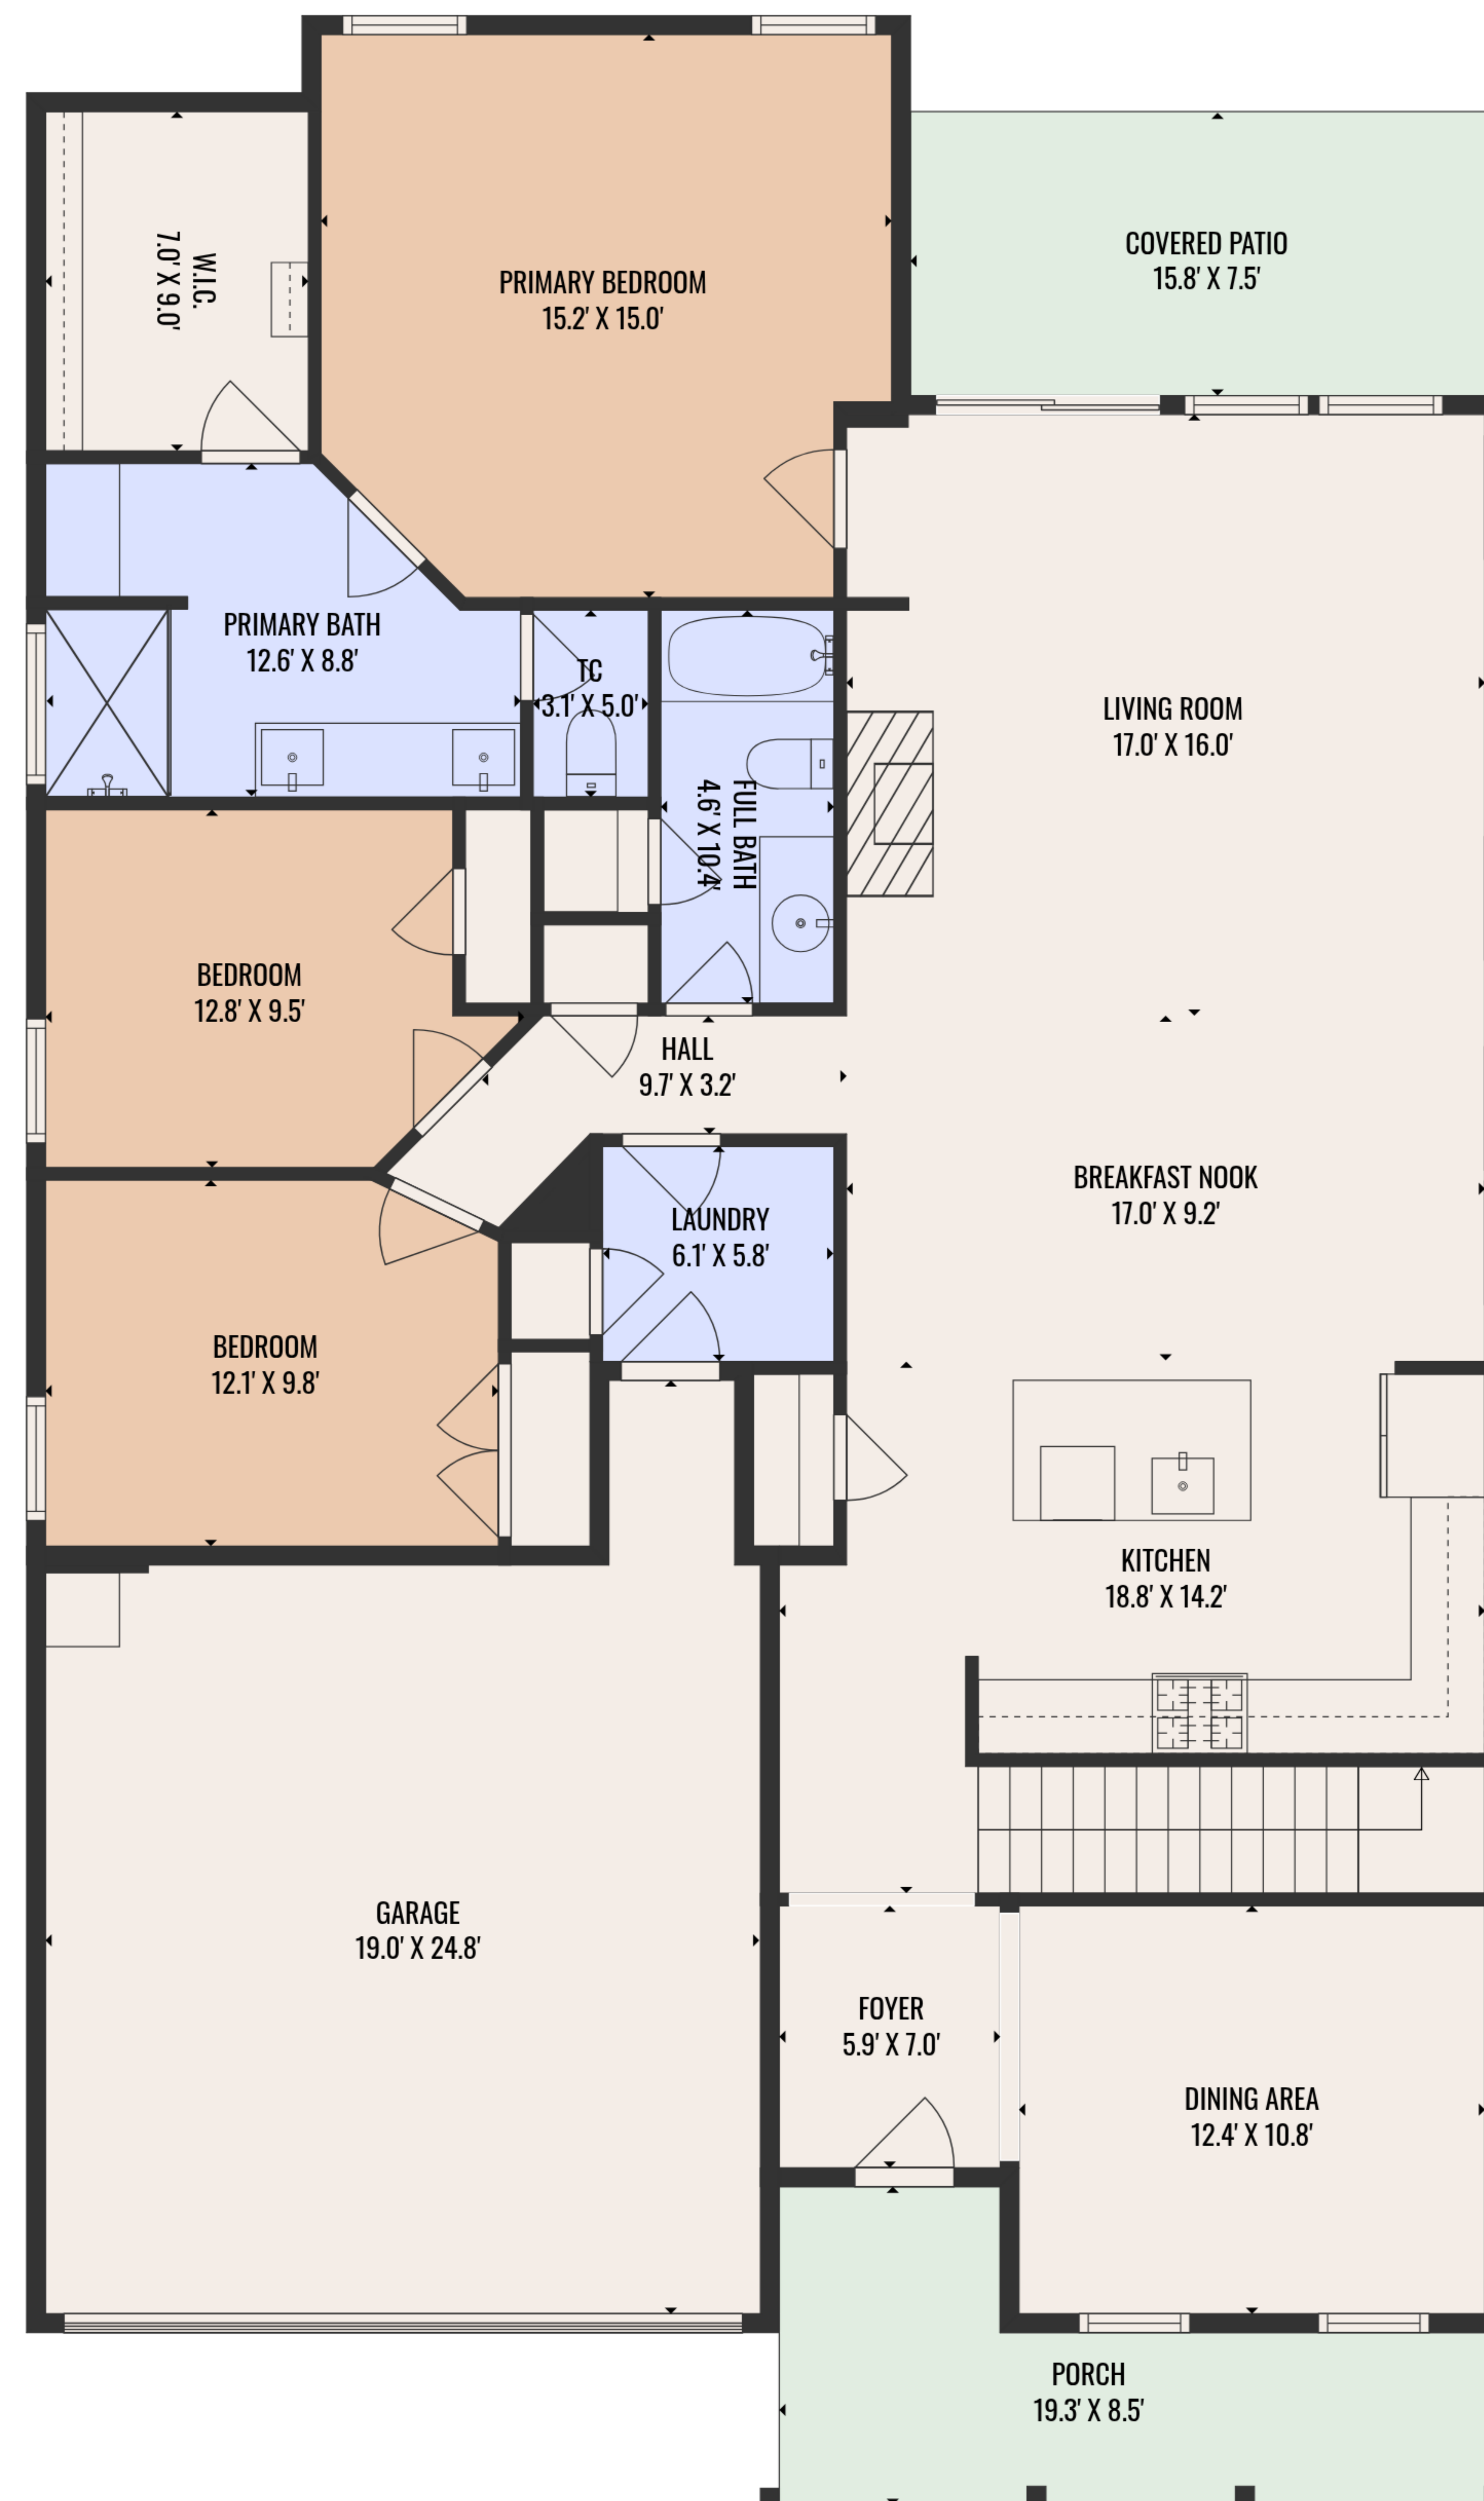 COVERED PATIO
15.8' X 7.5'
W.I.C.
7.0' X 9.0'
PRIMARY BEDROOM
15.2' X 15.0'
PRIMARY BATH
12.6' X 8.8'
TC
3.1' X 5.0'
LIVING ROOM
17.0' X 16.0'
FULL BATH
4.6' X 10.4'
BEDROOM
12.8' X 9.5'
HALL
9.7' X 3.2'
BREAKFAST NOOK
17.0' X 9.2'
LAUNDRY
6.1' X 5.8'
BEDROOM
12.1' X 9.8'
KITCHEN
18.8' X 14.2'
GARAGE
19.0' X 24.8'
FOYER
5.9' X 7.0'
DINING AREA
12.4' X 10.8'
PORCH
19.3' X 8.5'